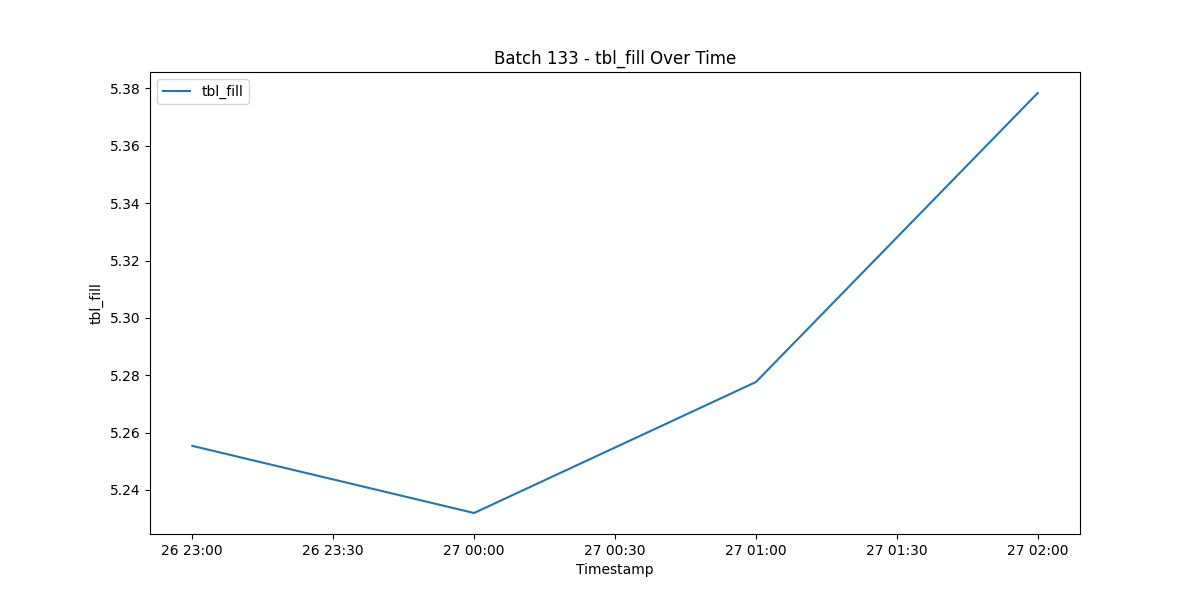 Batch 133 - tbl_fill Over Time
tbl_fill
5.38
5.36
5.34
5.32
5.30
5.28
5.26
5.24
tbl_fill
26 23:00 26 23:30 27 00:00 27 00:30 27 01:00 27 01:30 27 02:00
Timestamp